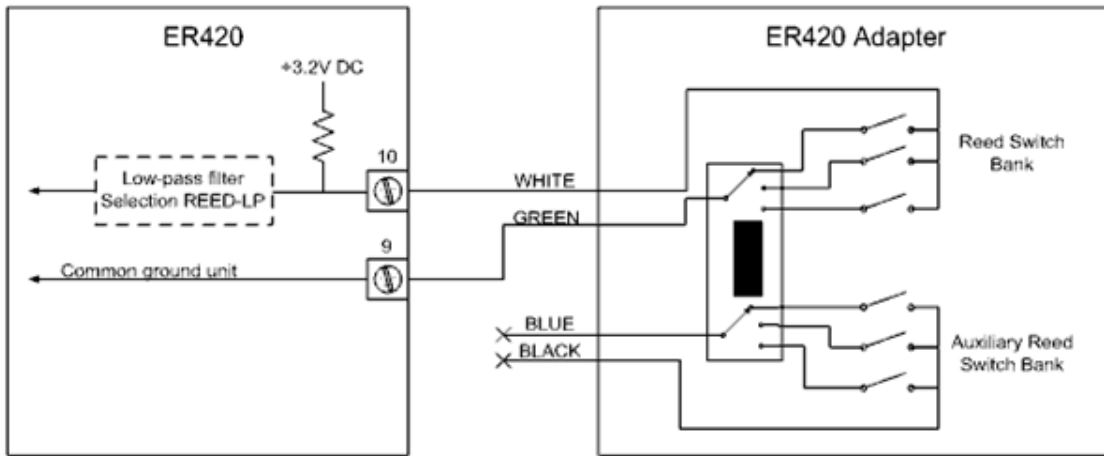 ER420
ER420 Adapter
+3.2V DC
10
Low-pass filter
Selection REED-LP
WHITE
GREEN
Reed Switch
Bank
9
Common ground unit
BLUE
BLACK
Auxiliary Reed
Switch Bank